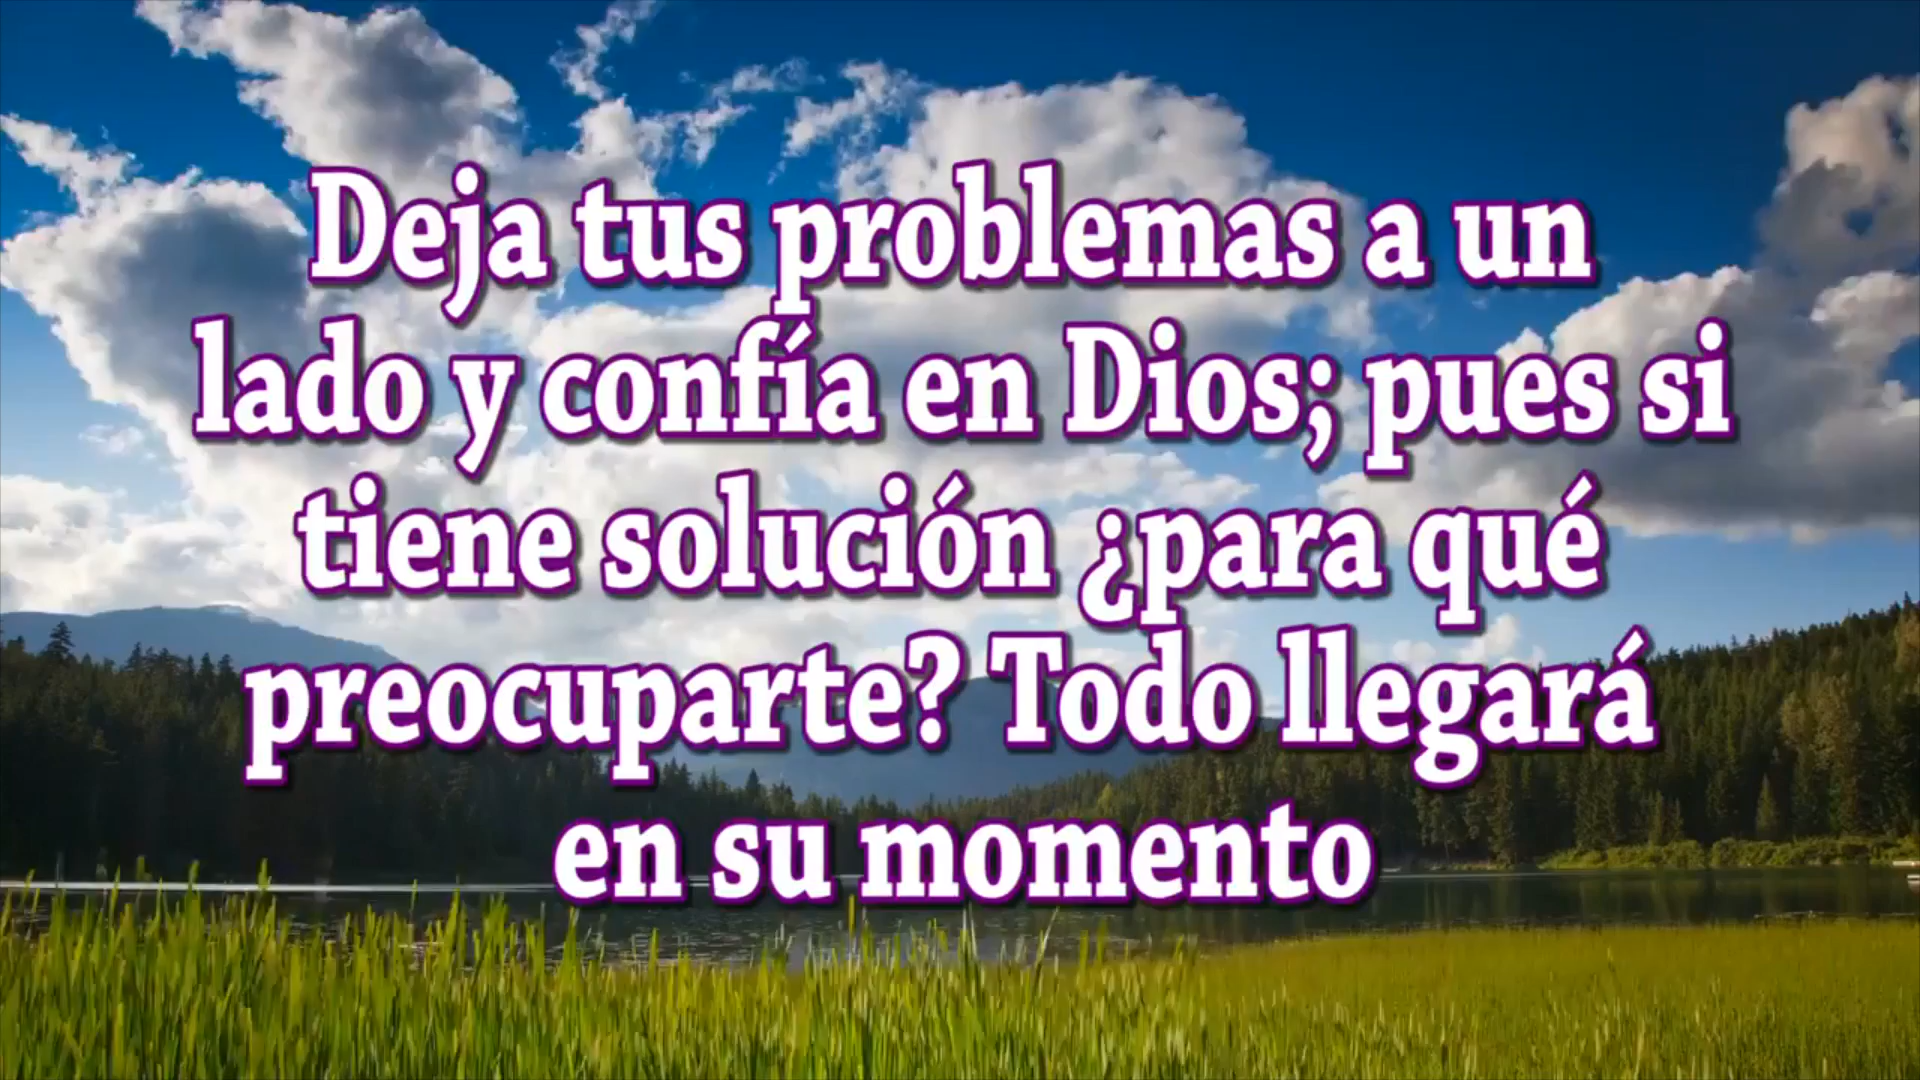 Deja tus problemas a un
lado y confía en Dios; pues si
tiene solución ¿para qué
preocuparte? Todo llegará
en su momento